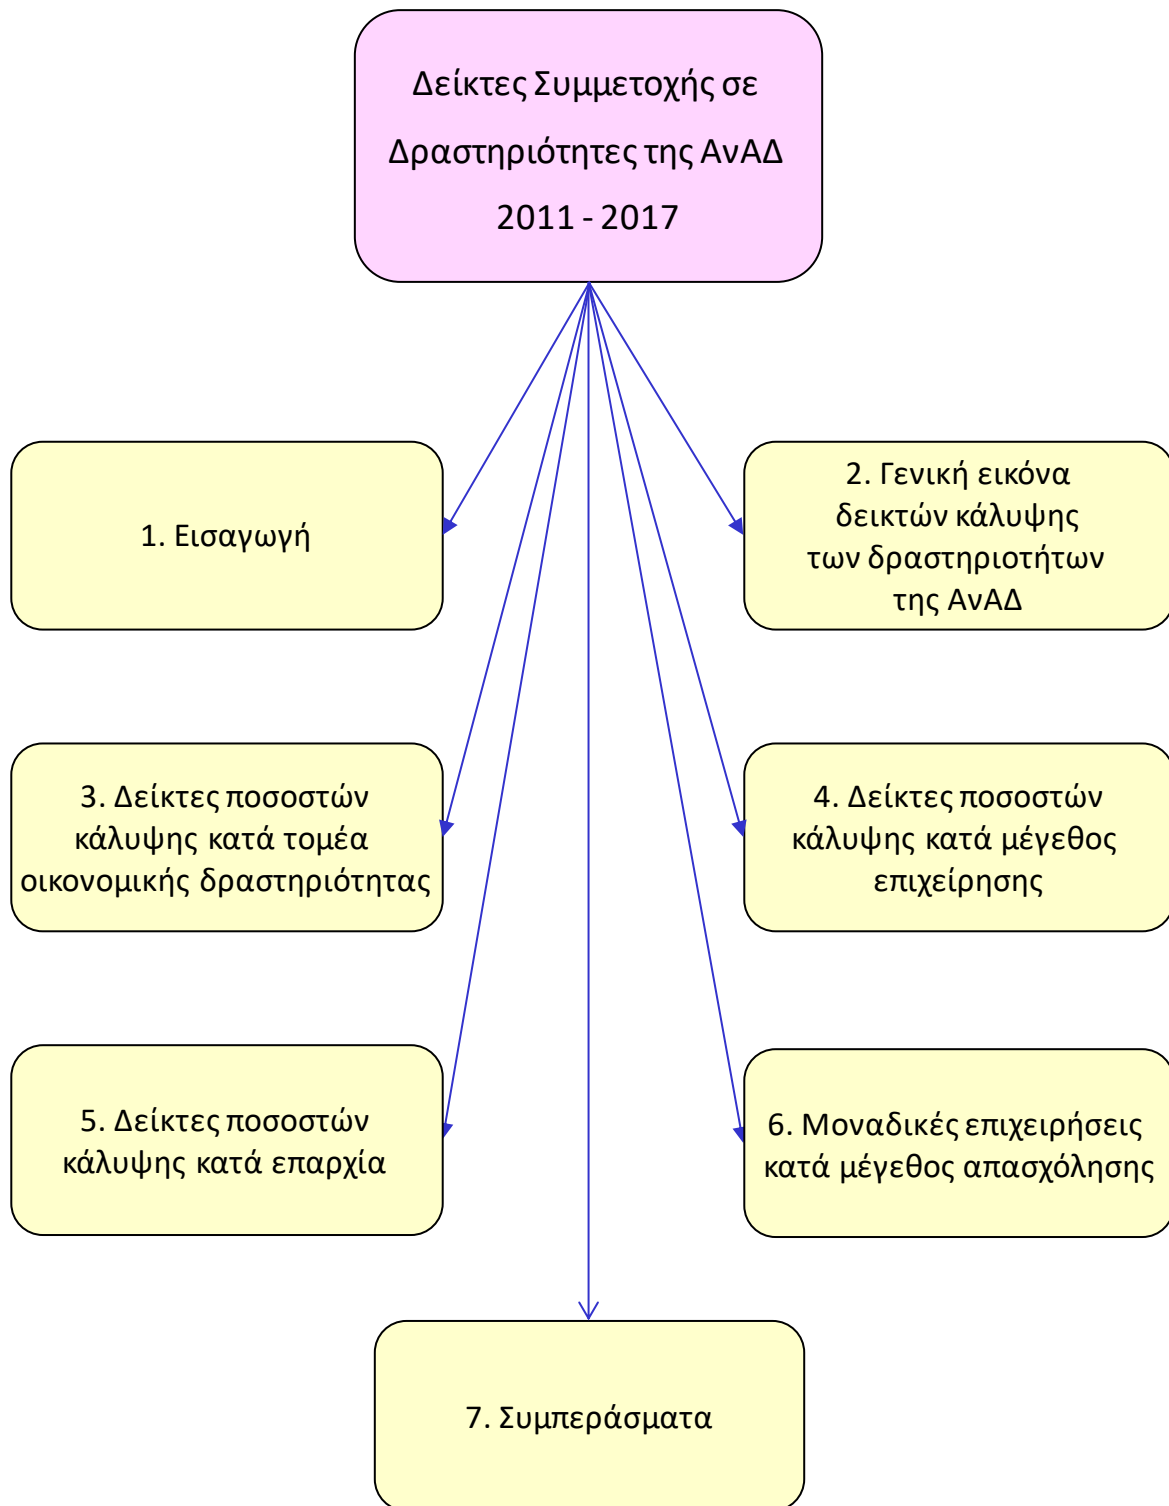 Δείκτες Συμμετοχής σε
Δραστηριότητες της ΑνΑΔ
2011 - 2017
1. Εισαγωγή
2. Γενική εικόνα
δεικτών κάλυψης
των δραστηριοτήτων
της ΑνΑΔ
3. Δείκτες ποσοστών
κάλυψης κατά τομέα
οικονομικής δραστηριότητας
4. Δείκτες ποσοστών
κάλυψης κατά μέγεθος
επιχείρησης
5. Δείκτες ποσοστών
κάλυψης κατά επαρχία
6. Μοναδικές επιχειρήσεις
κατά μέγεθος απασχόλησης
7. Συμπεράσματα